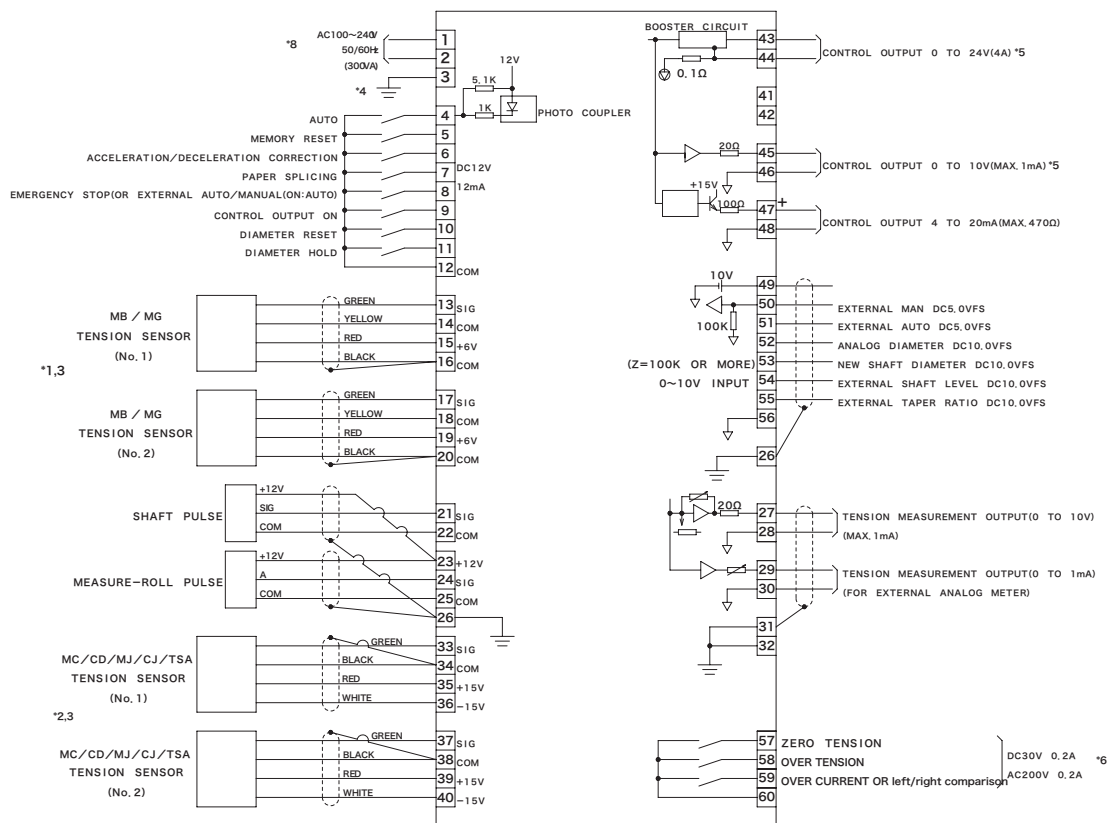 *8
AC100~240V
50/60Hz
(300VA)
*4
1
2
3
AUTO
MEMORY RESET
ACCELERATION/DECELERATION CORRECTION
PAPER SPLICING
EMERGENCY STOP(OR EXTERNAL AUTO/MANUAL(ON:AUTO)
CONTROL OUTPUT ON
DIAMETER RESET
DIAMETER HOLD
4
5
6
7
8
9
10
11
12
COM
DC12V
12mA
12V
5.1K
1K
PHOTO COUPLER
*1,3
MB / MG
TENSION SENSOR
(No.1)
GREEN
YELLOW
RED
BLACK
13 SIG
14 COM
15 +6V
16 COM
MB / MG
TENSION SENSOR
(No.2)
GREEN
YELLOW
RED
BLACK
17 SIG
18 COM
19 +6V
20 COM
SHAFT PULSE
+12V
SIG
COM
21 SIG
22 COM
MEASURE-ROLL PULSE
+12V
A
COM
23 +12V
24 SIG
25 COM
26
MC/CD/MJ/CJ/TSA
TENSION SENSOR
(No.1)
GREEN
BLACK
RED
WHITE
33 SIG
34 COM
35 +15V
36 -15V
*2,3
MC/CD/MJ/CJ/TSA
TENSION SENSOR
(No.2)
GREEN
BLACK
RED
WHITE
37 SIG
38 COM
39 +15V
40 -15V
BOOSTER CIRCUIT
0.1Ω
43
44
CONTROL OUTPUT 0 TO 24V(4A) *5
41
42
20Ω
45
46
CONTROL OUTPUT 0 TO 10V(MAX.1mA)*5
+15V
100Ω
+
47
48
CONTROL OUTPUT 4 TO 20mA(MAX.470Ω)
10V
100K
(Z=100K OR MORE)
0~10V INPUT
49
50
51
52
53
54
55
56
26
EXTERNAL MAN DC5.0VFS
EXTERNAL AUTO DC5.0VFS
ANALOG DIAMETER DC10.0VFS
NEW SHAFT DIAMETER DC10.0VFS
EXTERNAL SHAFT LEVEL DC10.0VFS
EXTERNAL TAPER RATIO DC10.0VFS
20Ω
27
28
TENSION MEASUREMENT OUTPUT(0 TO 10V)
(MAX.1mA)
29
30
TENSION MEASUREMENT OUTPUT(0 TO 1mA)
(FOR EXTERNAL ANALOG METER)
31
32
57 ZERO TENSION
58 OVER TENSION
59 OVER CURRENT OR left/right comparison
60
DC30V 0.2A
AC200V 0.2A
*6